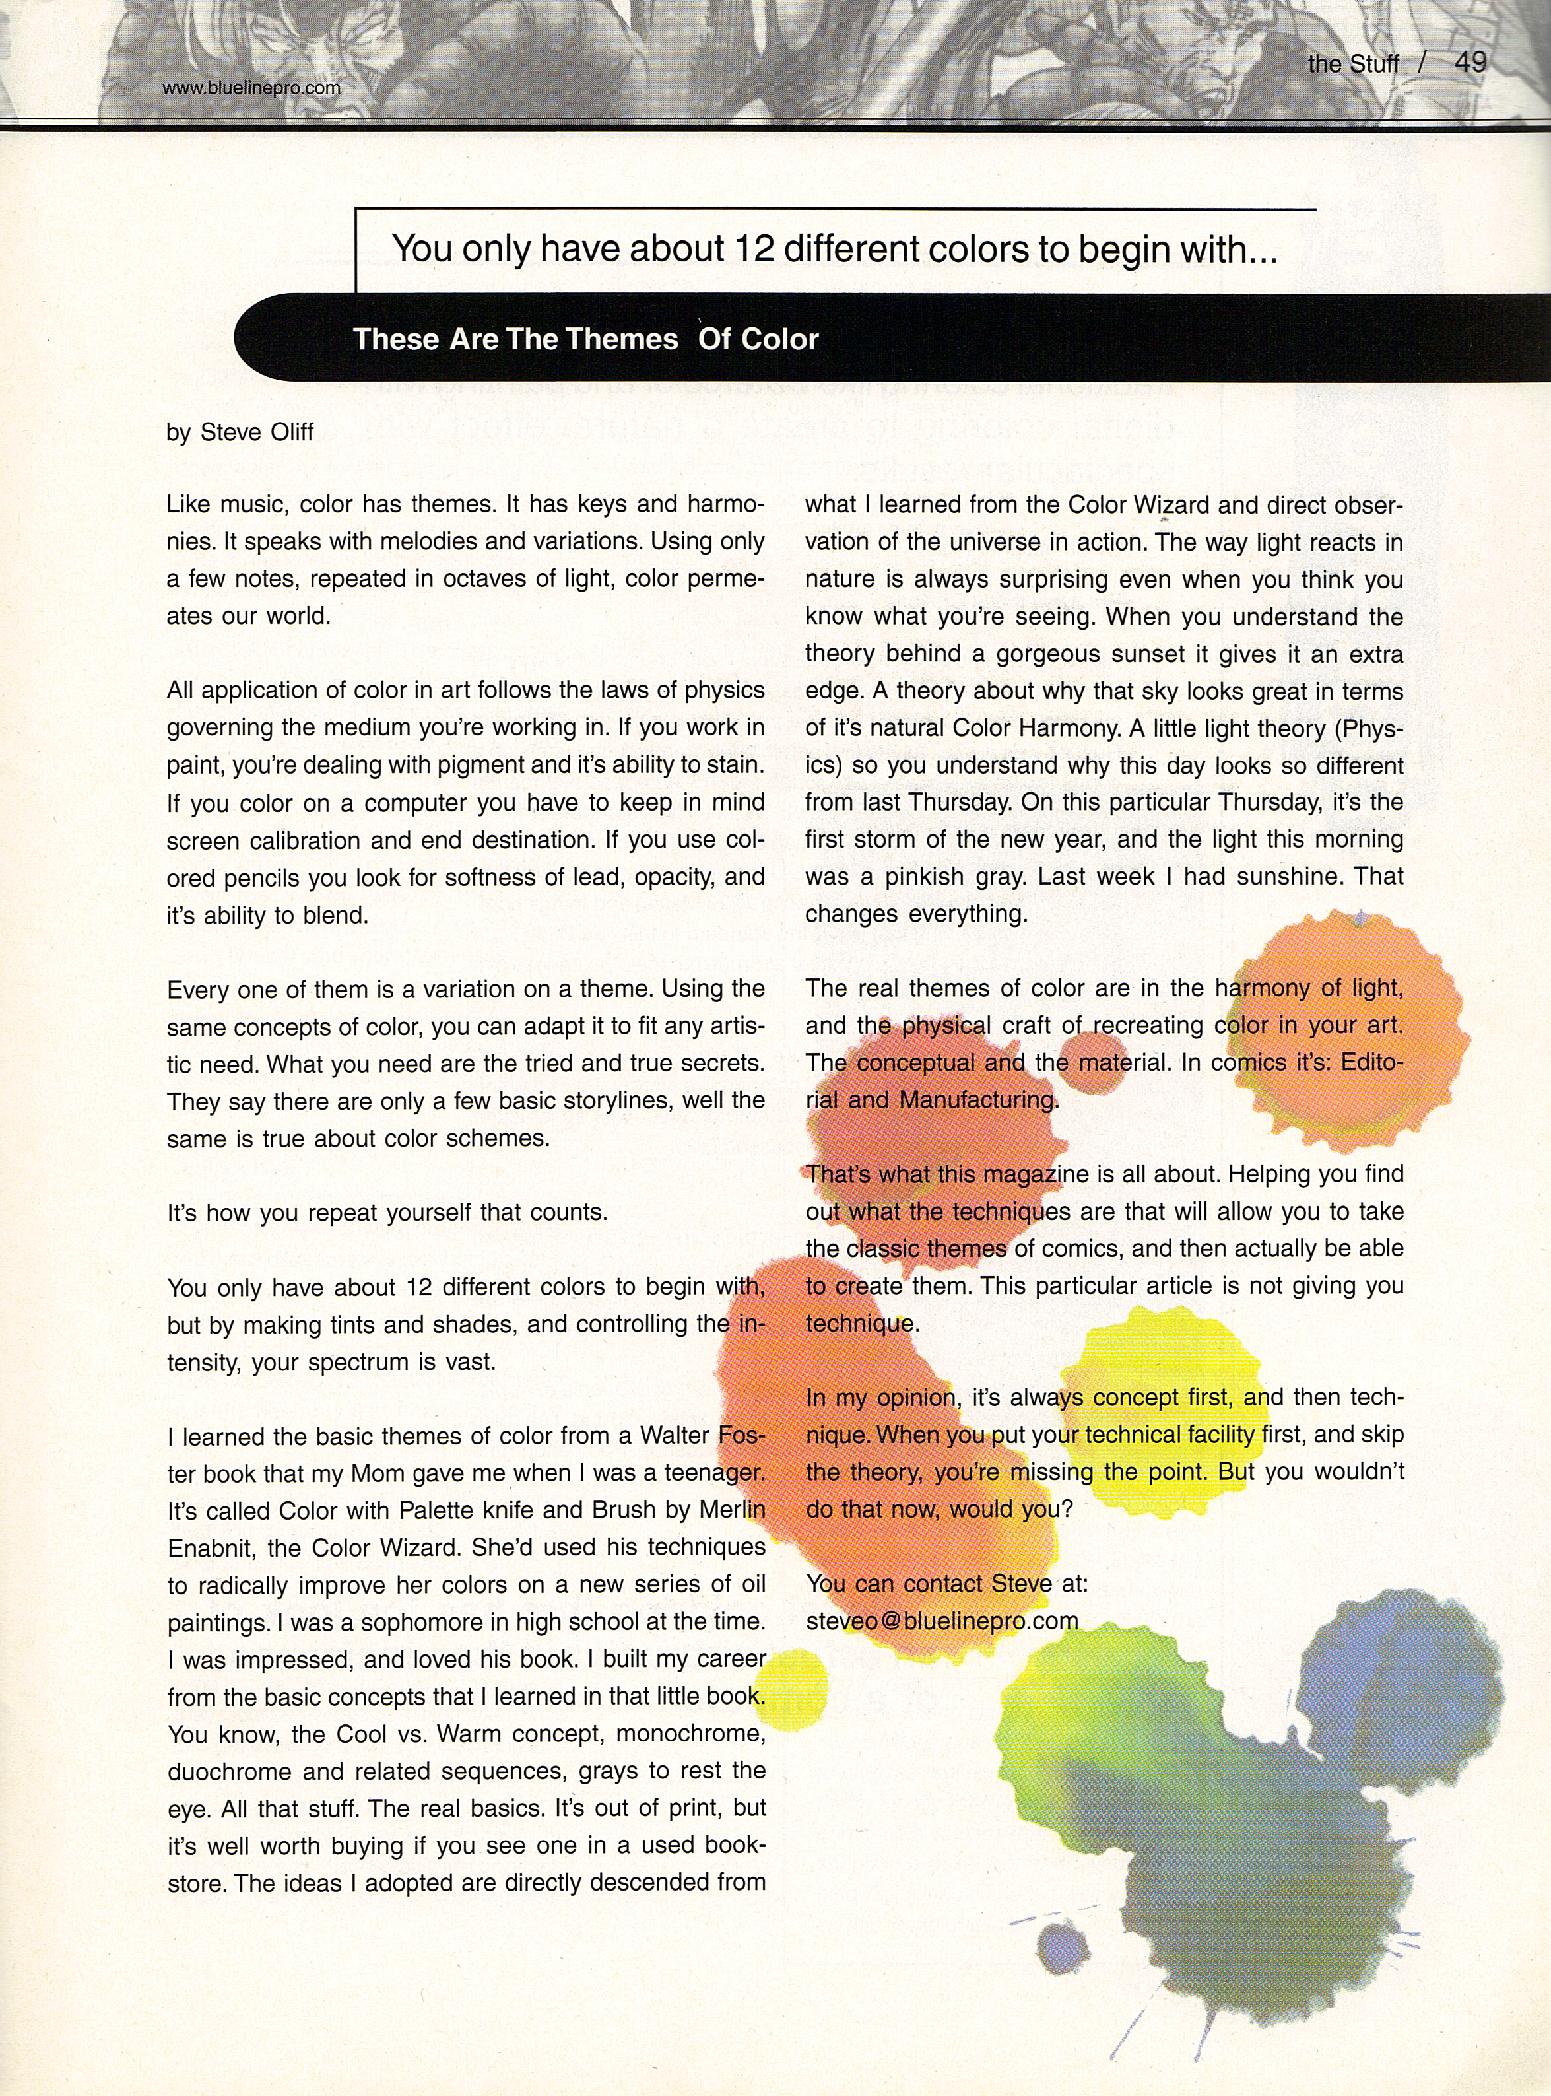 www.bluelinepro.com
the Stuff / 49
You only have about 12 different colors to begin with...
These Are The Themes Of Color
by Steve Oliff
Like music, color has themes. It has keys and harmo-
nies. It speaks with melodies and variations. Using only
a few notes, repeated in octaves of light, color perme-
ates our world.
All application of color in art follows the laws of physics
governing the medium you're working in. If you work in
paint, you're dealing with pigment and it's ability to stain.
If you color on a computer you have to keep in mind
screen calibration and end destination. If you use col-
ored pencils you look for softness of lead, opacity, and
it's ability to blend.
Every one of them is a variation on a theme. Using the
same concepts of color, you can adapt it to fit any artis-
tic need. What you need are the tried and true secrets.
They say there are only a few basic storylines, well the
same is true about color schemes.
It's how you repeat yourself that counts.
You only have about 12 different colors to begin with,
but by making tints and shades, and controlling the in-
tensity, your spectrum is vast.
I learned the basic themes of color from a Walter Fos-
ter book that my Mom gave me when I was a teenager.
It's called Color with Palette knife and Brush by Merlin
Enabnit, the Color Wizard. She'd used his techniques
to radically improve her colors on a new series of oil
paintings. I was a sophomore in high school at the time.
I was impressed, and loved his book. I built my career
from the basic concepts that I learned in that little book.
You know, the Cool vs. Warm concept, monochrome,
duochrome and related sequences, grays to rest the
eye. All that stuff. The real basics. It's out of print, but
it's well worth buying if you see one in a used book-
store. The ideas I adopted are directly descended from
what I learned from the Color Wizard and direct obser-
vation of the universe in action. The way light reacts in
nature is always surprising even when you think you
know what you're seeing. When you understand the
theory behind a gorgeous sunset it gives it an extra
edge. A theory about why that sky looks great in terms
of it's natural Color Harmony. A little light theory (Phys-
ics) so you understand why this day looks so different
from last Thursday. On this particular Thursday, it's the
first storm of the new year, and the light this morning
was a pinkish gray. Last week I had sunshine. That
changes everything.
The real themes of color are in the harmony of light,
and the physical craft of recreating color in your art.
The conceptual and the material. In comics it's: Edito-
rial and Manufacturing.
That's what this magazine is all about. Helping you find
out what the techniques are that will allow you to take
the classic themes of comics, and then actually be able
to create them. This particular article is not giving you
technique.
In my opinion, it's always concept first, and then tech-
nique. When you put your technical facility first, and skip
the theory, you're missing the point. But you wouldn't
do that now, would you?
You can contact Steve at:
steveo@bluelinepro.com